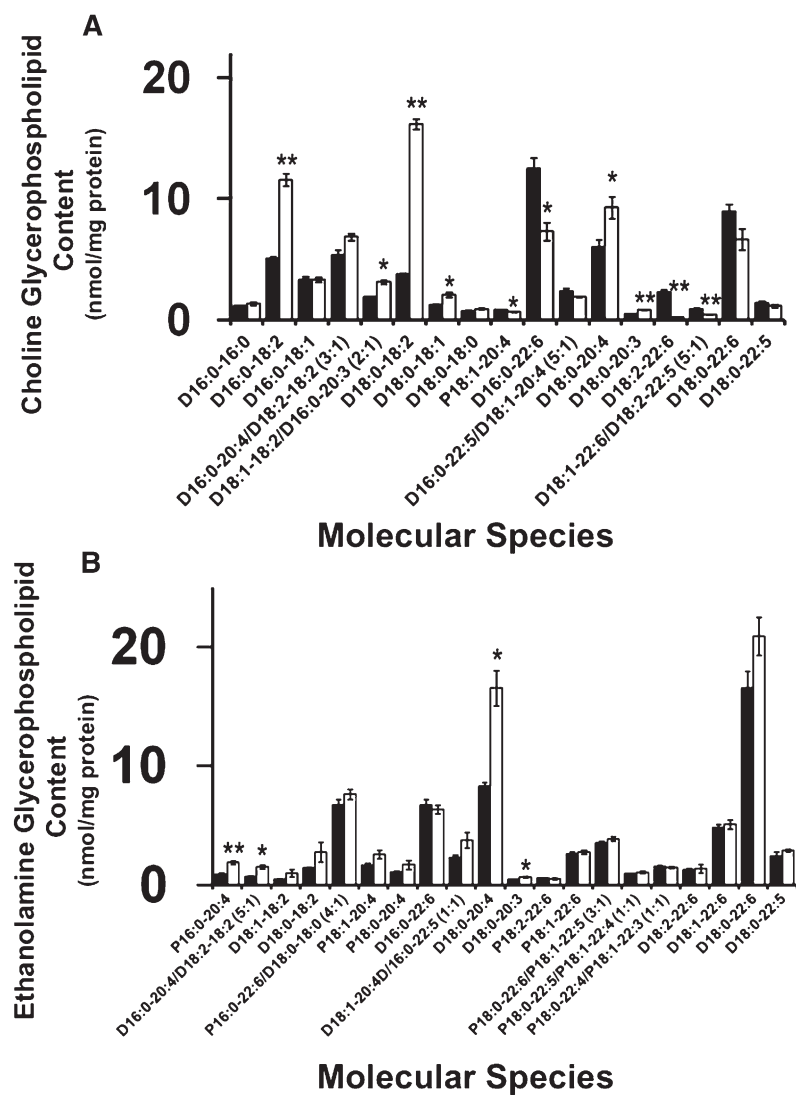 A
Choline Glycerophospholipid
Content
(nmol/mg protein)
20
10
0
**
*
**
*
*
*
*
**
**
**
D16:0-16:0
D16:0-18:2
D16:0-18:1
D16:0-20:4/D18:2-18:2 (3:1)
D18:1-18:2/D16:0-20:3 (2:1)
D18:0-18:2
D18:0-18:1
D18:0-18:0
P18:1-20:4
D16:0-22:6
D16:0-22:5/D18:1-20:4 (5:1)
D18:0-20:4
D18:0-20:3
D18:2-22:6
D18:1-22:6/D18:2-22:5 (5:1)
D18:0-22:6
D18:0-22:5
Molecular Species
B
Ethanolamine Glycerophospholipid
Content
(nmol/mg protein)
20
10
0
**
*
*
*
P16:0-20:4
D16:0-20:4/D18:2-18:2 (5:1)
D18:1-18:2
D18:0-18:2
P16:0-22:6/D18:0-18:0 (4:1)
P18:1-20:4
P18:0-20:4
D16:0-22:6
D18:1-20:4D/16:0-22:5 (1:1)
D18:0-20:4
D18:0-20:3
P18:2-22:6
P18:1-22:6
P18:0-22:6/P18:1-22:5 (3:1)
P18:0-22:5/P18:1-22:4 (1:1)
P18:0-22:4/P18:1-22:3 (1:1)
D18:2-22:6
D18:1-22:6
D18:0-22:6
D18:0-22:5
Molecular Species